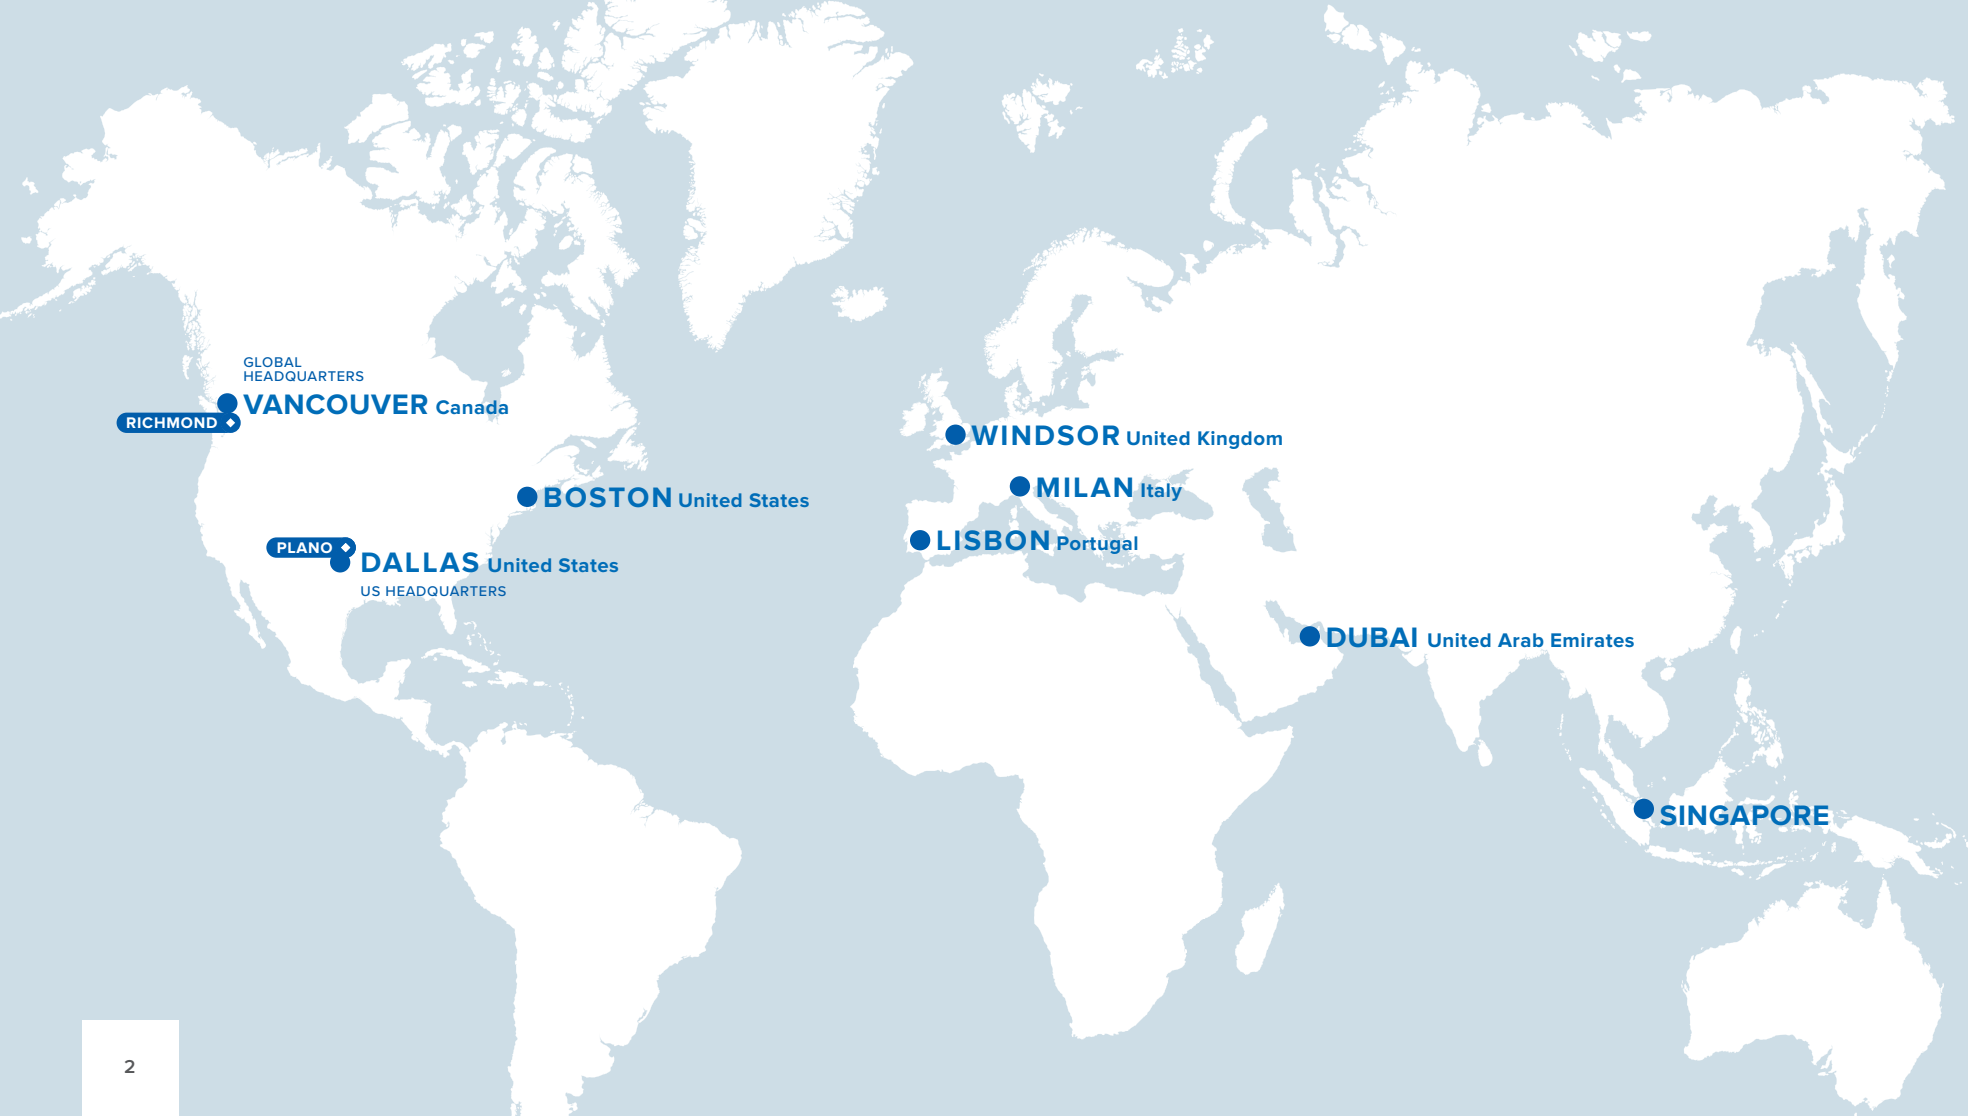 GLOBAL
HEADQUARTERS
VANCOUVER Canada
RICHMOND
WINDSOR United Kingdom
MILAN Italy
BOSTON United States
LISBON Portugal
PLANO
DALLAS United States
US HEADQUARTERS
DUBAI United Arab Emirates
SINGAPORE
2